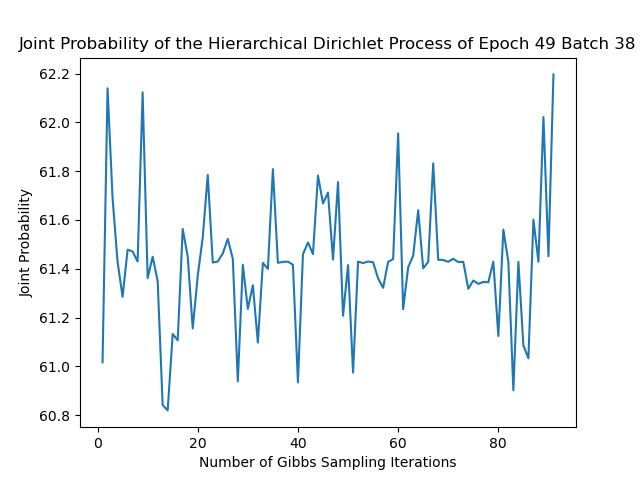 Joint Probability of the Hierarchical Dirichlet Process of Epoch 49 Batch 38
62.2
62.0
61.8
61.6
61.4
61.2
61.0
60.8
Joint Probability
0 20 40 60 80
Number of Gibbs Sampling Iterations